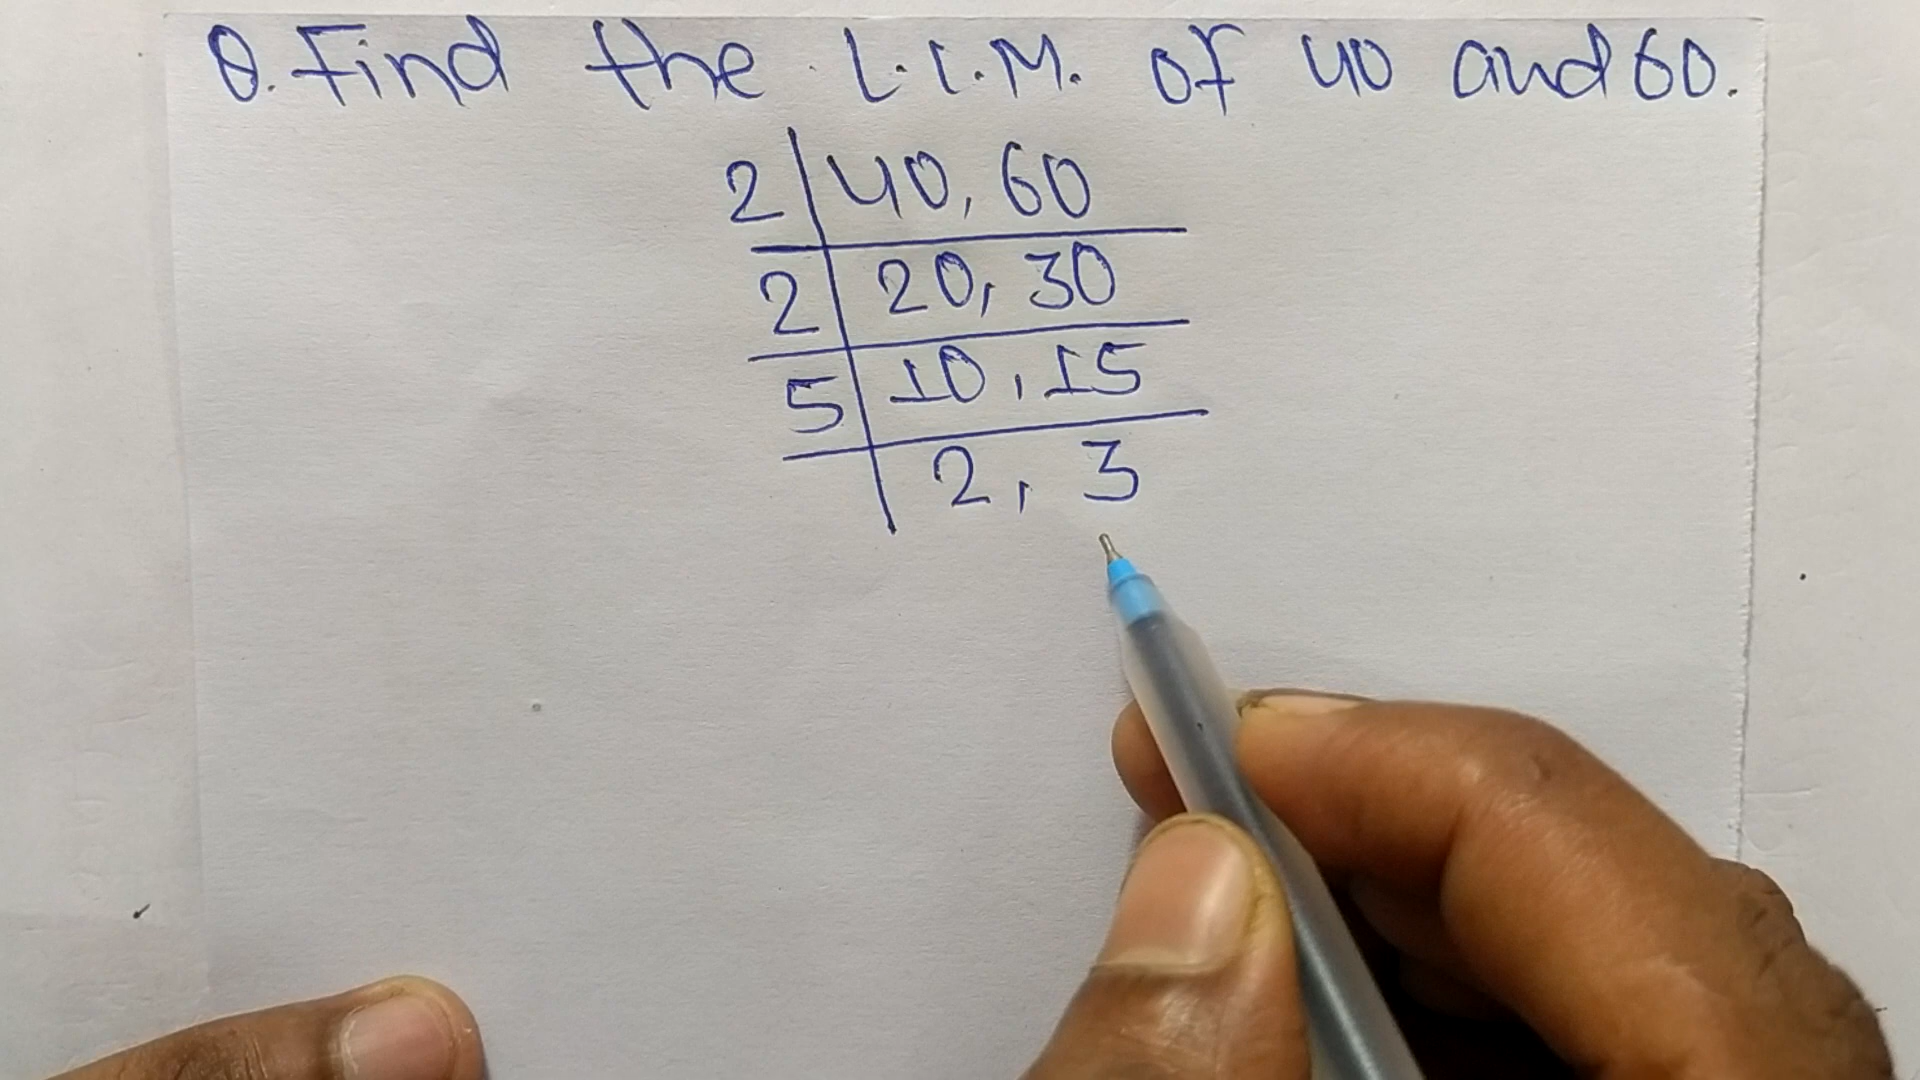 Q. Find the L.C.M. of 40 and 60.
2 | 40, 60
2 | 20, 30
5 | 10, 15
2, 3